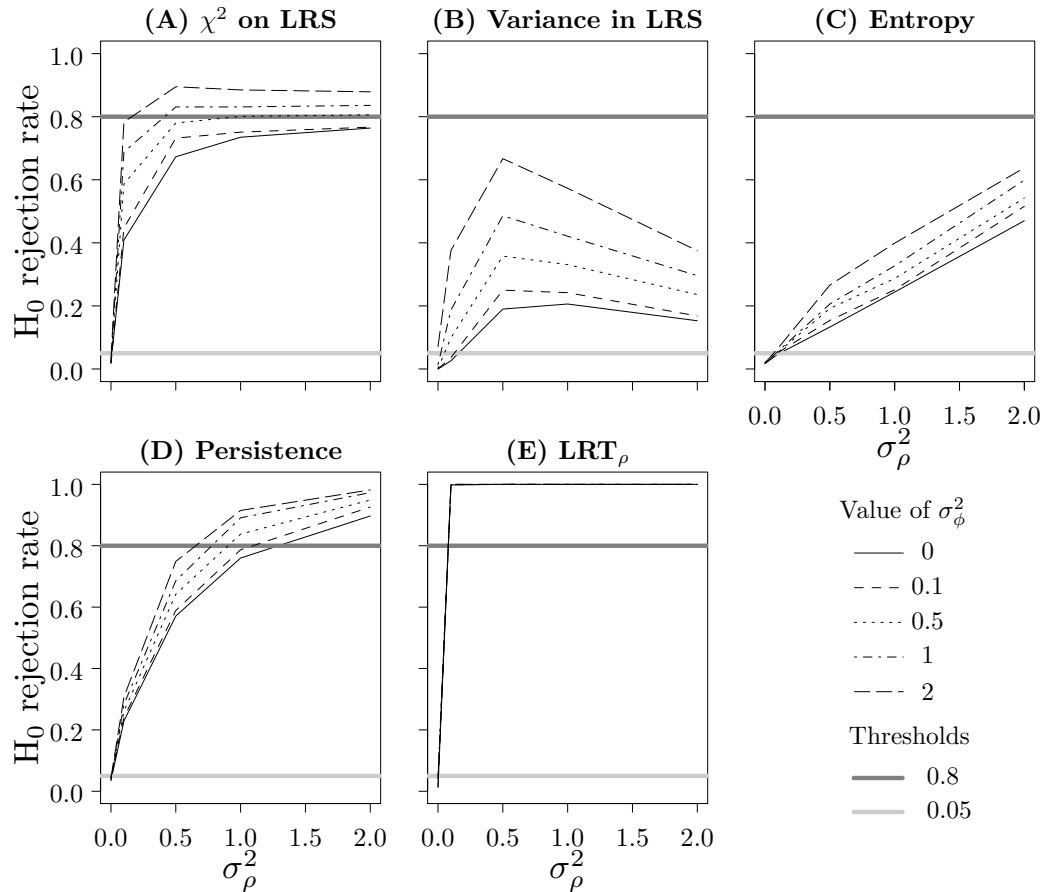 (A) χ² on LRS
(B) Variance in LRS
(C) Entropy
H₀ rejection rate
1.0
0.8
0.6
0.4
0.2
0.0
0.0 0.5 1.0 1.5 2.0
σ²ρ
(D) Persistence
(E) LRTρ
H₀ rejection rate
1.0
0.8
0.6
0.4
0.2
0.0
0.0 0.5 1.0 1.5 2.0
σ²ρ
0.0 0.5 1.0 1.5 2.0
σ²ρ
Value of σ²ϕ
0
0.1
0.5
1
2
Thresholds
0.8
0.05